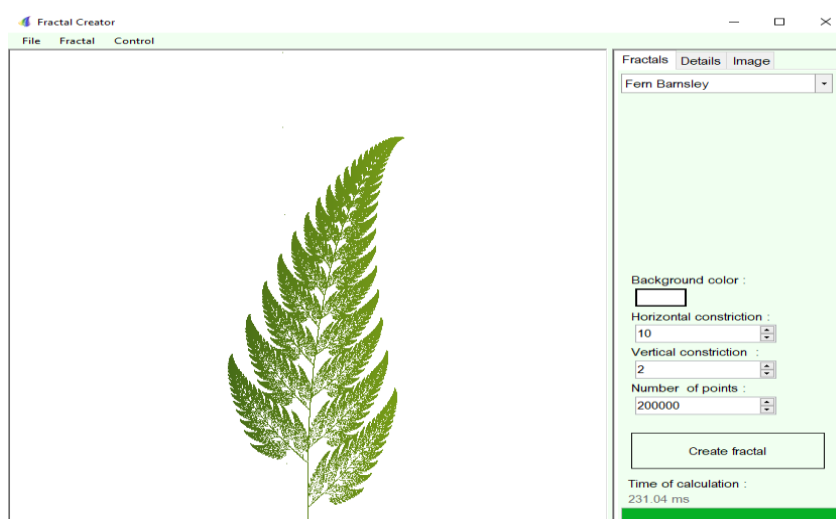 Fractal Creator
File Fractal Control
Fractals Details Image
Fern Barnsley
Background color :
Horizontal constriction :
10
Vertical constriction :
2
Number of points :
200000
Create fractal
Time of calculation :
231.04 ms